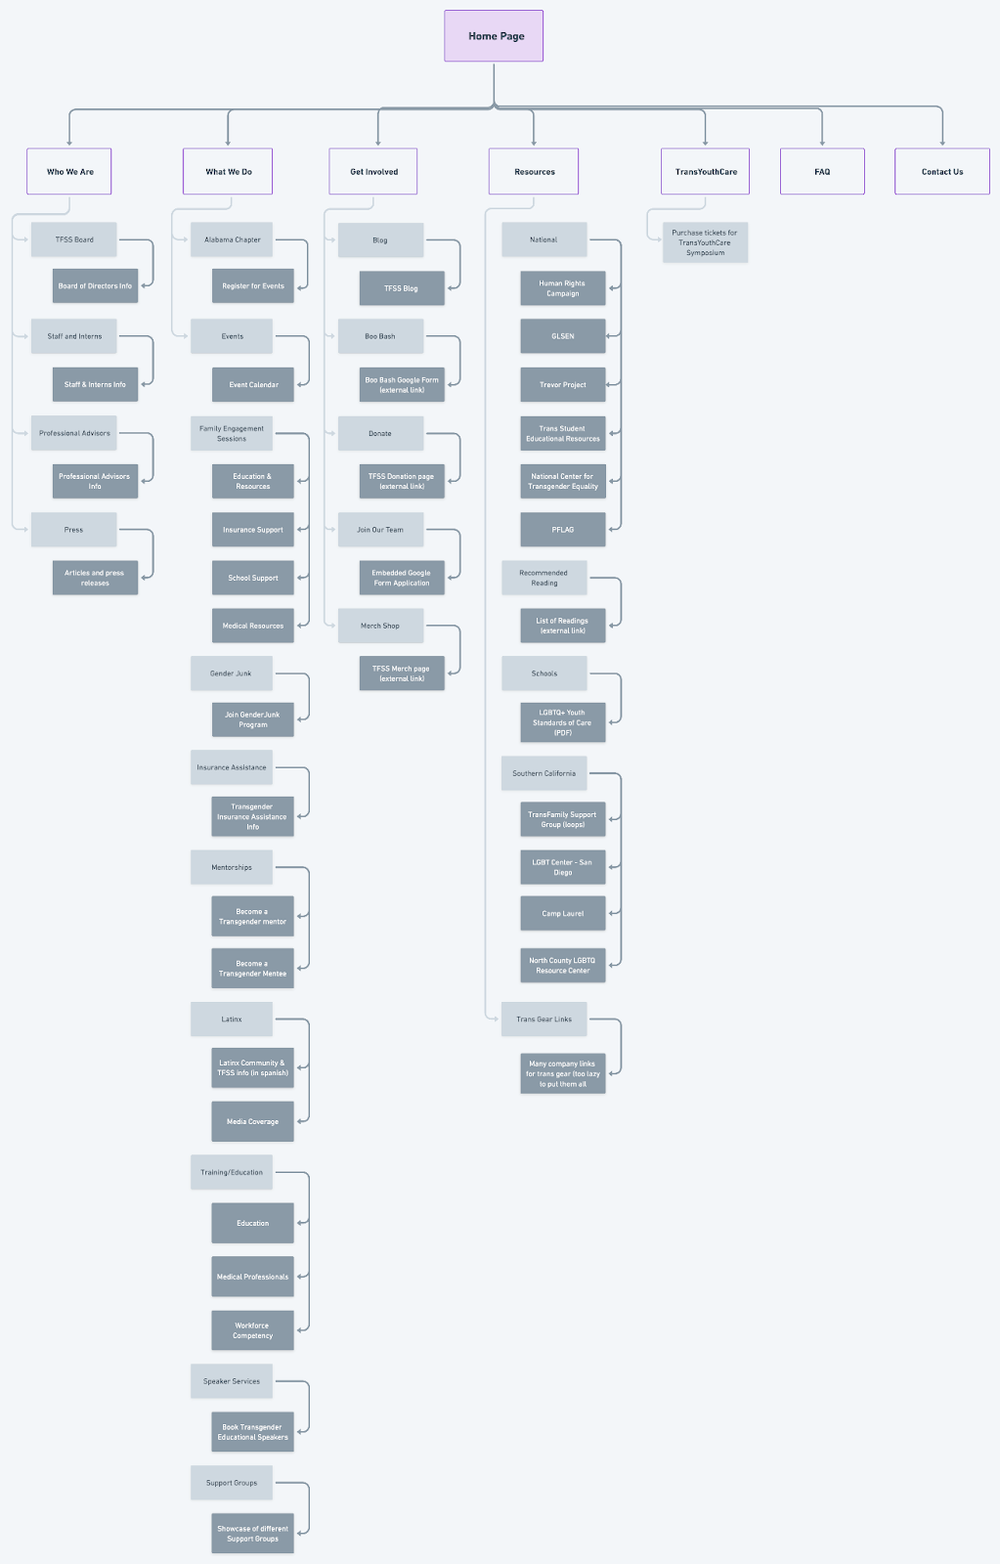 Home Page
Who We Are
What We Do
Get Involved
Resources
TransYouthCare
FAQ
Contact Us
TFSS Board
Board of Directors Info
Staff and Interns
Staff & Interns Info
Professional Advisors
Professional Advisors
Info
Press
Articles and press
releases
Alabama Chapter
Register for Events
Events
Event Calendar
Family Engagement
Sessions
Education &
Resources
Insurance Support
School Support
Medical Resources
Gender Junk
Join GenderJunk
Program
Insurance Assistance
Transgender
Insurance Assistance
Info
Mentorships
Become a
Transgender mentor
Become a
Transgender Mentee
Latinx
Latinx Community &
TFSS info (in spanish)
Media Coverage
Training/Education
Education
Medical Professionals
Workforce
Competency
Speaker Services
Book Transgender
Educational Speakers
Support Groups
Showcase of different
Support Groups
Blog
TFSS Blog
Boo Bash
Boo Bash Google Form
(external link)
Donate
TFSS Donation page
(external link)
Join Our Team
Embedded Google
Form Application
Merch Shop
TFSS Merch page
(external link)
National
Human Rights
Campaign
GLSEN
Trevor Project
Trans Student
Educational Resources
National Center for
Transgender Equality
PFLAG
Recommended
Reading
List of Readings
(external link)
Schools
LGBTQ+ Youth
Standards of Care
(PDF)
Southern California
TransFamily Support
Group (loops)
LGBT Center - San
Diego
Camp Laurel
North County LGBTQ
Resource Center
Trans Gear Links
Many company links
for trans gear (too lazy
to put them all
Purchase tickets for
TransYouthCare
Symposium